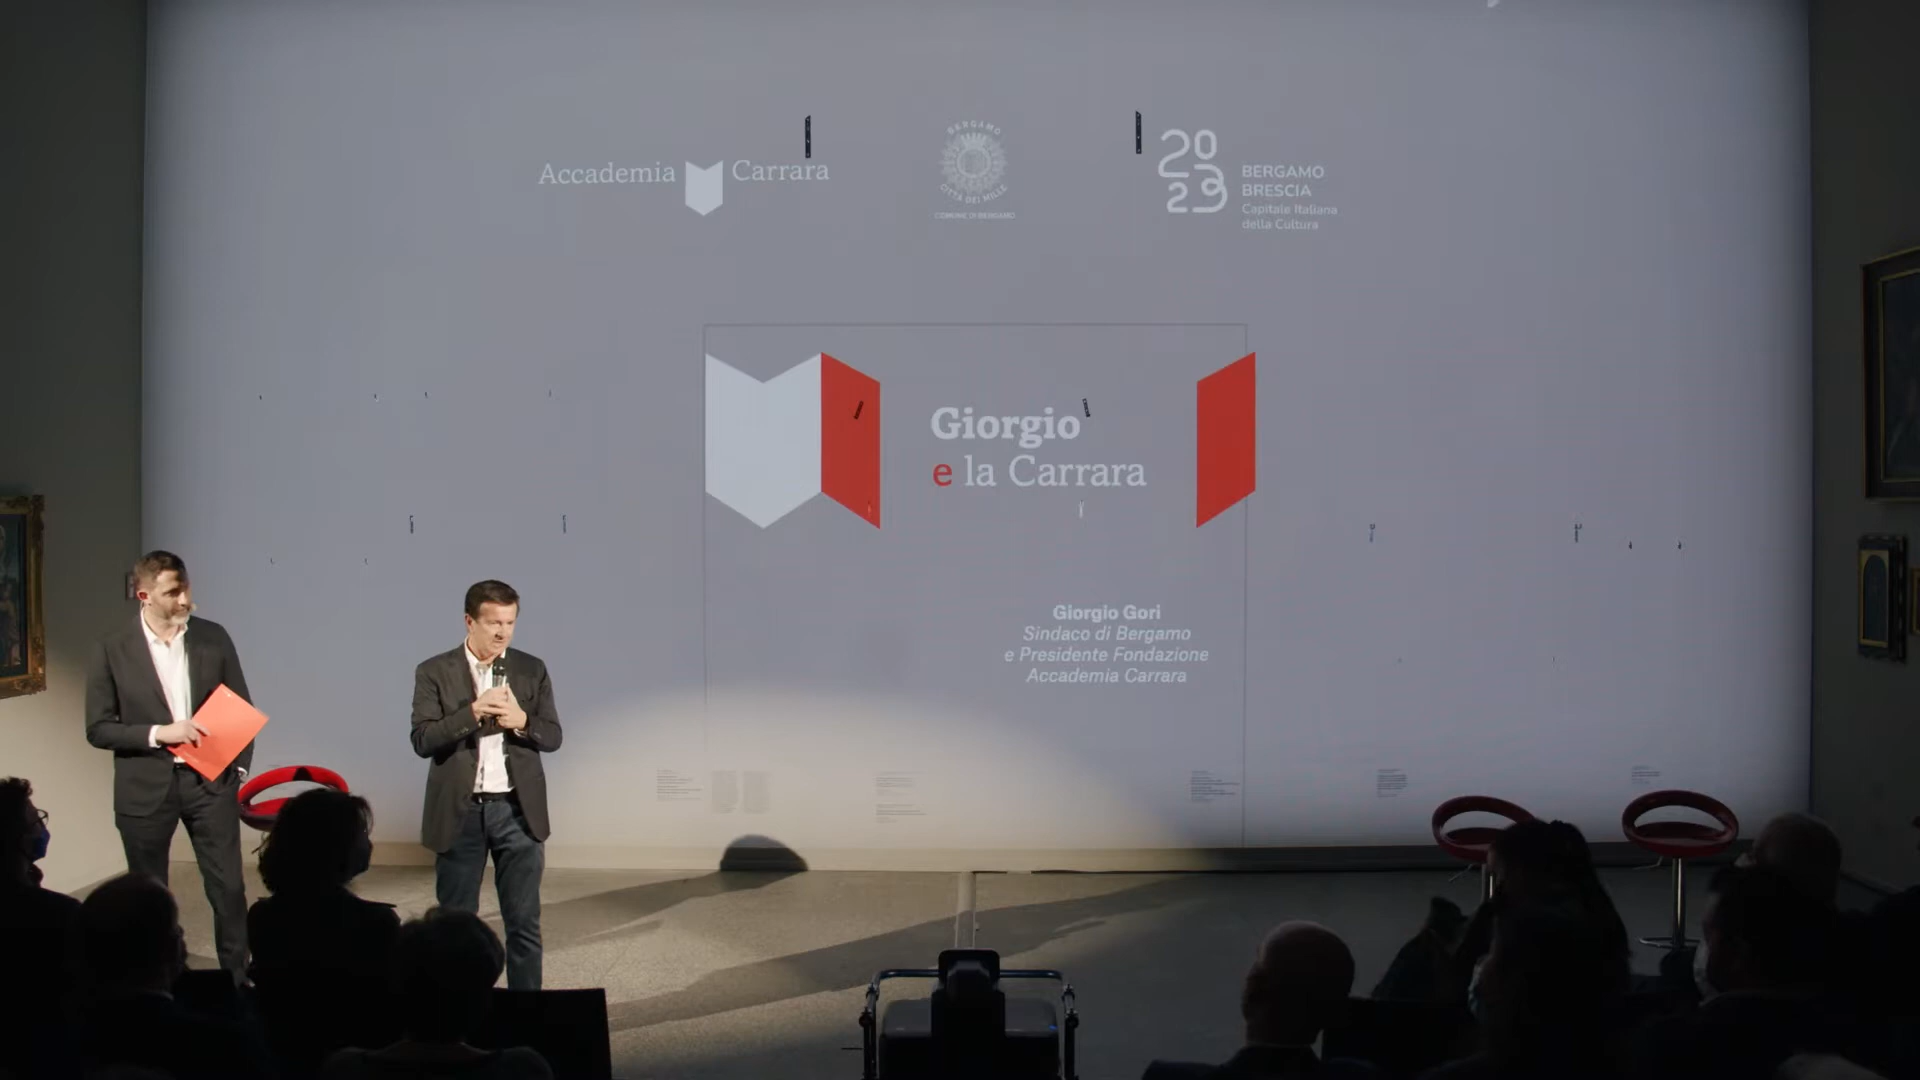 Accademia Carrara
BERGAMO
CITTÀ DEI MILLE
COMUNE DI BERGAMO
2023
BERGAMO
BRESCIA
Capitale Italiana
della Cultura
Giorgio
e la Carrara
Giorgio Gori
Sindaco di Bergamo
e Presidente Fondazione
Accademia Carrara